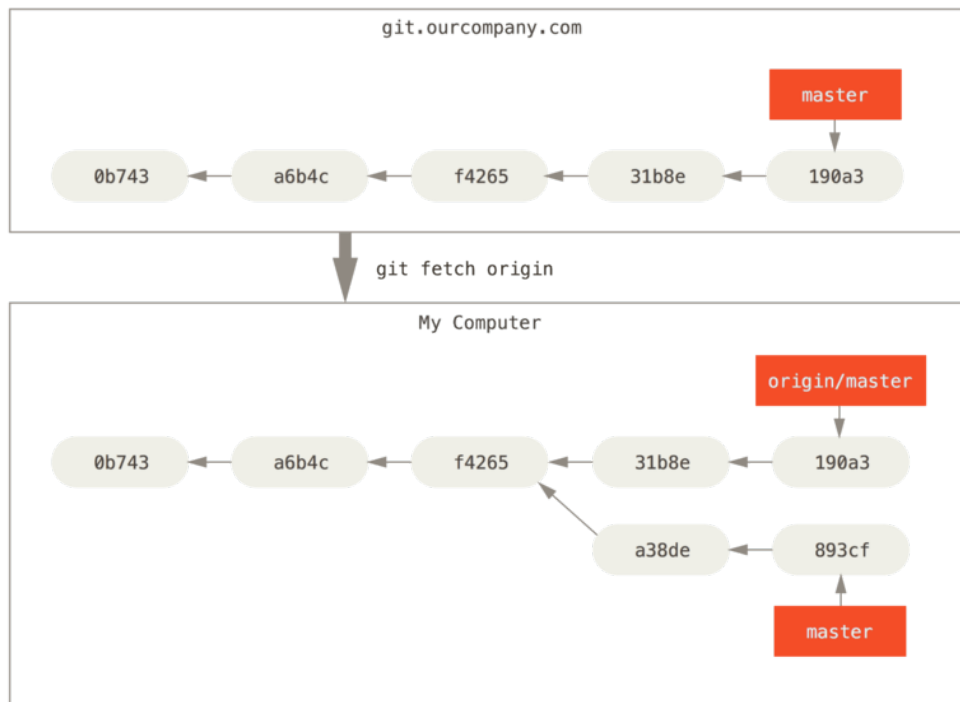 git.ourcompany.com
master
0b743 a6b4c f4265 31b8e 190a3
git fetch origin
My Computer
origin/master
0b743 a6b4c f4265 31b8e 190a3
a38de 893cf
master